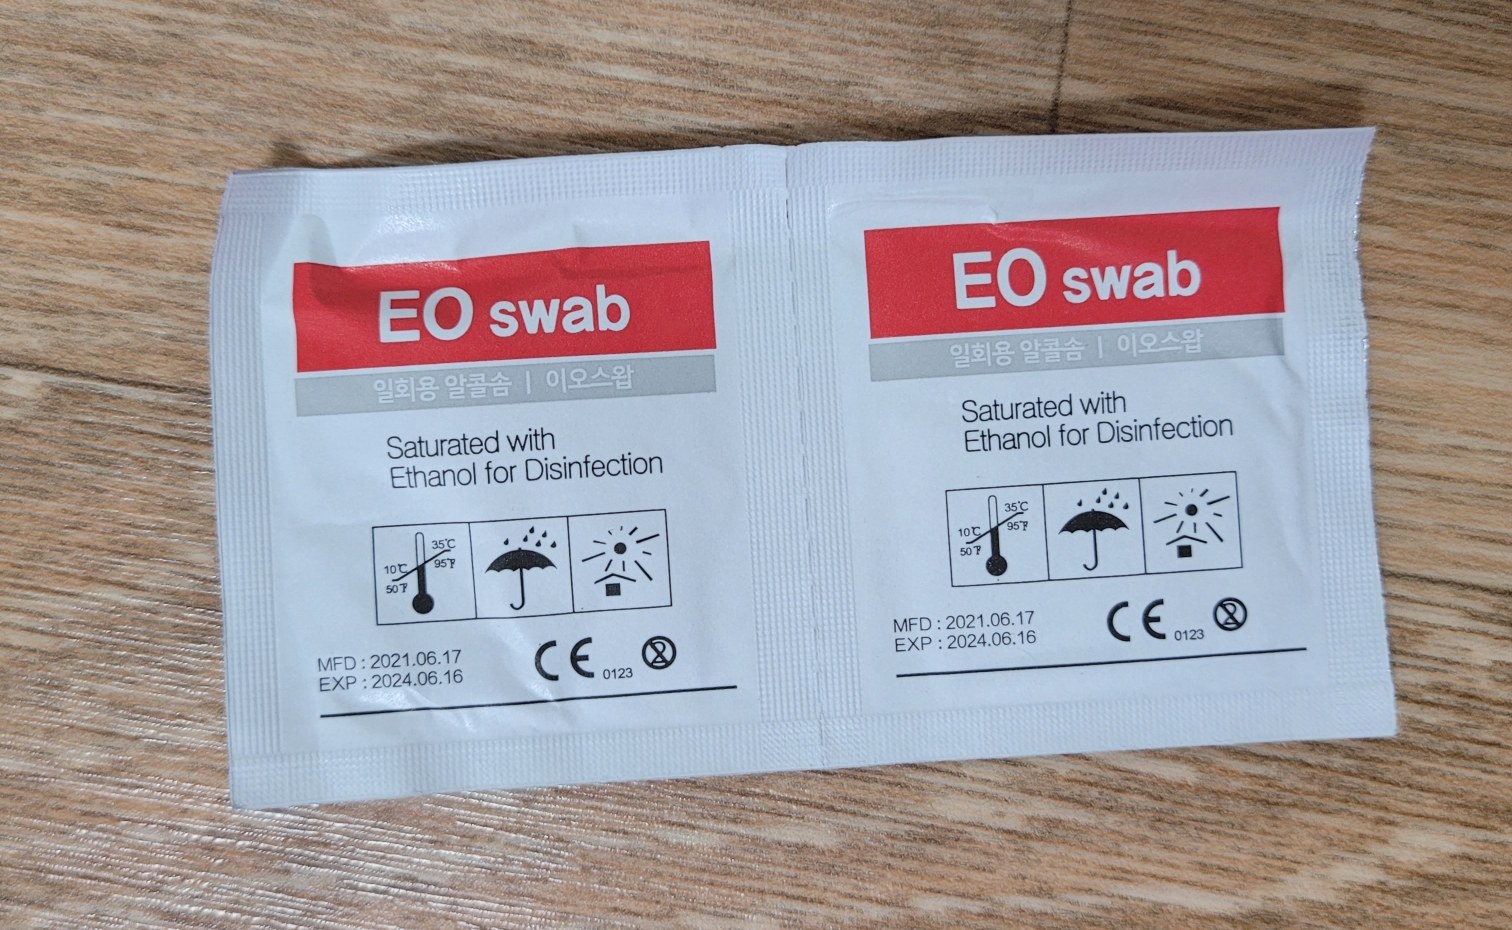 EO swab
일회용 알콜솜 | 이오스왑
Saturated with
Ethanol for Disinfection
35℃
95℉
10℃
50℉
MFD : 2021.06.17
EXP : 2024.06.16
CE 0123
2
EO swab
일회용 알콜솜 | 이오스왑
Saturated with
Ethanol for Disinfection
35℃
95℉
10℃
50℉
MFD : 2021.06.17
EXP : 2024.06.16
CE 0123
2